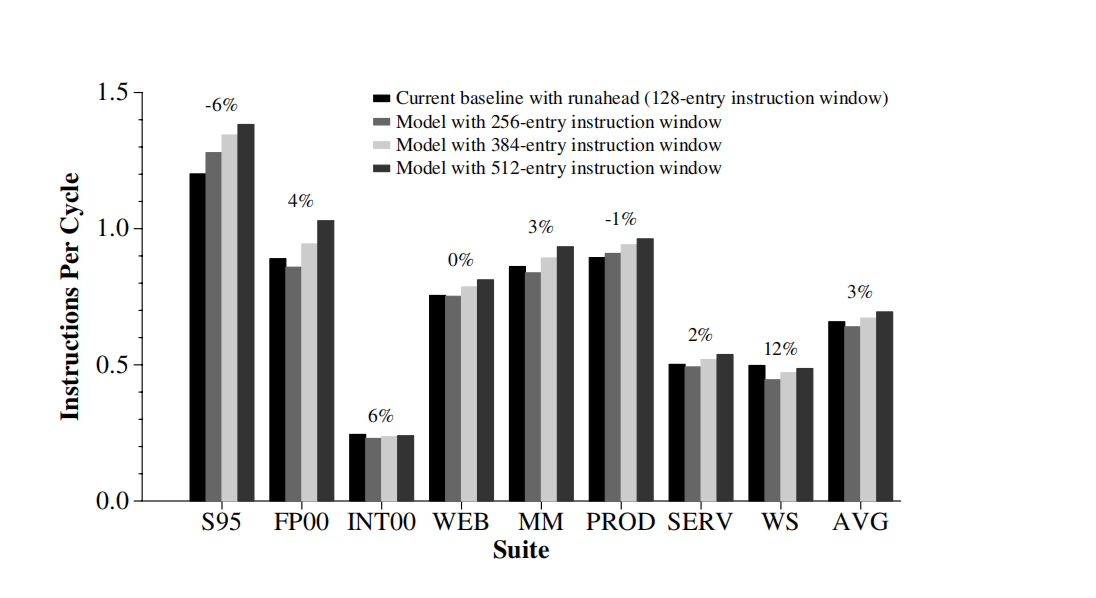 1.5
-6%
Current baseline with runahead (128-entry instruction window)
Model with 256-entry instruction window
Model with 384-entry instruction window
Model with 512-entry instruction window
Instructions Per Cycle
4%
3%
-1%
1.0
0%
3%
2%
12%
0.5
6%
0.0
S95 FP00 INT00 WEB MM PROD SERV WS AVG
Suite